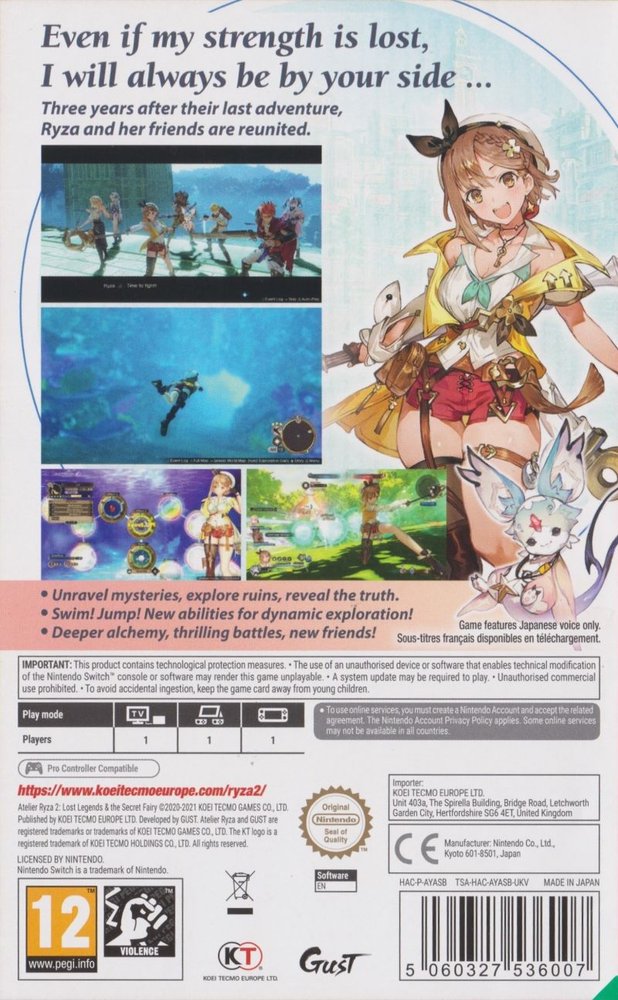 Even if my strength is lost,
I will always be by your side ...
Three years after their last adventure,
Ryza and her friends are reunited.
Ryza
Time to fight!
• Unravel mysteries, explore ruins, reveal the truth.
• Swim! Jump! New abilities for dynamic exploration!
• Deeper alchemy, thrilling battles, new friends!
Game features Japanese voice only.
Sous-titres français disponibles en téléchargement.
IMPORTANT: This product contains technological protection measures. • The use of an unauthorised device or software that enables technical modification
of the Nintendo Switch™ console or software may render this game unplayable. • A system update may be required to play. • Unauthorised commercial
use prohibited. • To avoid accidental ingestion, keep the game card away from young children.
Play mode
TV
Players 1 1 1
• To use online services, you must create a Nintendo Account and accept the related
agreement. The Nintendo Account Privacy Policy applies. Some online services
may not be available in all countries.
Pro Controller Compatible
https://www.koeitecmoeurope.com/ryza2/
Atelier Ryza 2: Lost Legends & the Secret Fairy ©2020-2021 KOEI TECMO GAMES CO., LTD.
Published by KOEI TECMO EUROPE LTD. Developed by GUST. Atelier Ryza and GUST are
registered trademarks or trademarks of KOEI TECMO GAMES CO., LTD. The KT logo is a
registered trademark of KOEI TECMO HOLDINGS CO., LTD. All rights reserved.
LICENSED BY NINTENDO.
Nintendo Switch is a trademark of Nintendo.
Original
Nintendo
Seal of
Quality
TM
Importer:
KOEI TECMO EUROPE LTD.
Unit 403a, The Spirella Building, Bridge Road, Letchworth
Garden City, Hertfordshire SG6 4ET, United Kingdom
CE
Manufacturer: Nintendo Co., Ltd.,
Kyoto 601-8501, Japan
HAC-P-AYASB TSA-HAC-AYASB-UKV MADE IN JAPAN
Software
EN
12
TM
www.pegi.info
TM
VIOLENCE
KT
KOEI TECMO EUROPE LTD.
GUST
5 060327 536007